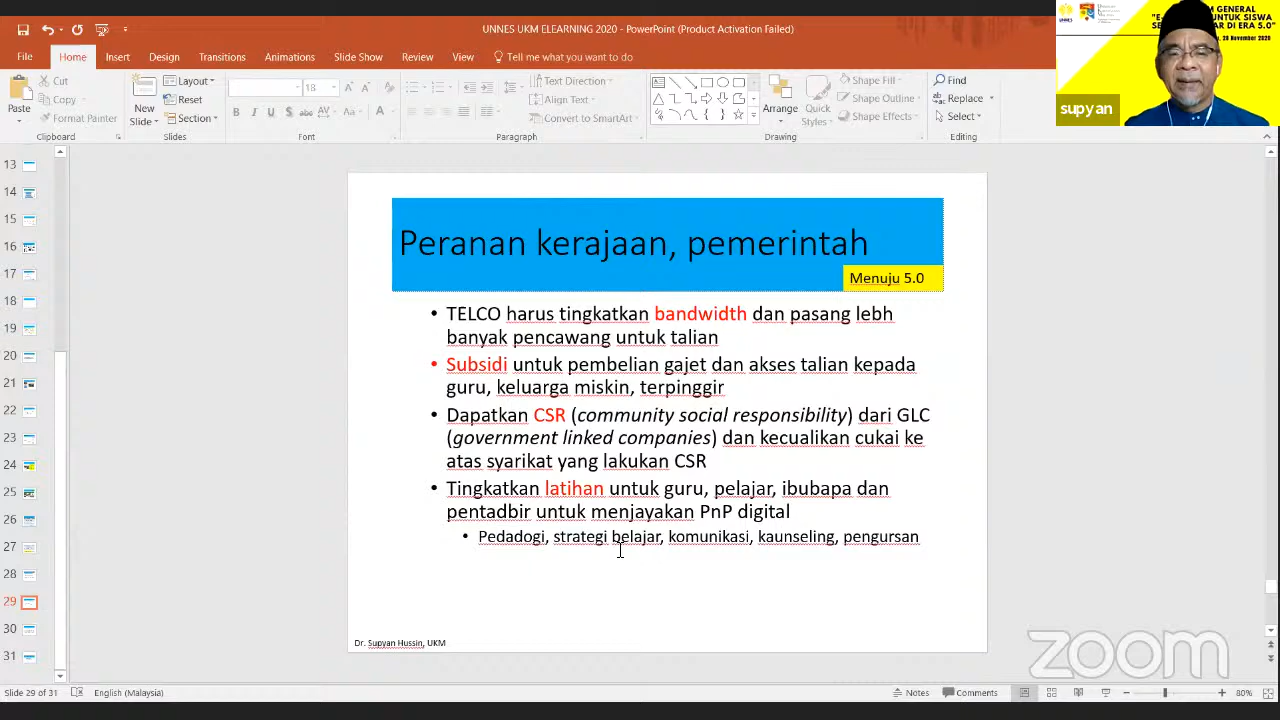 UNNES UKM ELEARNING 2020 - PowerPoint (Product Activation Failed)
File Home Insert Design Transitions Animations Slide Show Review View Tell me what you want to do
Paste
Cut
Copy
Format Painter
Clipboard
New
Slide
Layout
Reset
Section
Slides
18
Font
Paragraph
Text Direction
Align Text
Convert to SmartArt
Arrange
Quick
Styles
Shape Fill
Shape Outline
Shape Effects
Drawing
Find
Replace
Select
Editing
GENERAL
UNTUK SISWA
DI ERA 5.0"
supyan
13
14
15
16
17
18
19
20
21
22
23
24
25
26
27
28
29
30
31
Peranan kerajaan, pemerintah
Menuju 5.0
• TELCO harus tingkatkan bandwidth dan pasang lebh
banyak pencawang untuk talian
• Subsidi untuk pembelian gajet dan akses talian kepada
guru, keluarga miskin, terpinggir
• Dapatkan CSR (community social responsibility) dari GLC
(government linked companies) dan kecualikan cukai ke
atas syarikat yang lakukan CSR
• Tingkatkan latihan untuk guru, pelajar, ibubapa dan
pentadbir untuk menjayakan PnP digital
• Pedadogi, strategi belajar, komunikasi, kaunseling, pengursan
Dr. Supyan Hussin, UKM
zoom
Slide 29 of 31 English (Malaysia) Notes Comments 80%